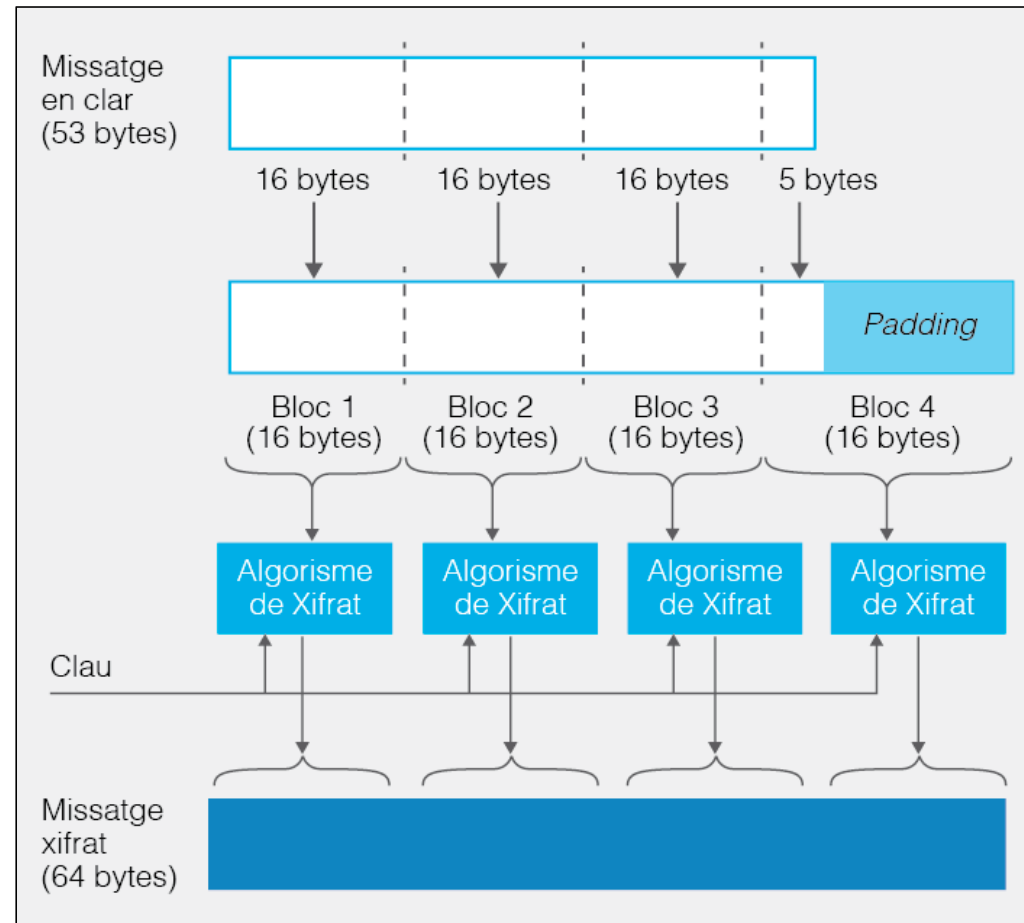 Missatge
en clar
(53 bytes)
16 bytes
16 bytes
16 bytes
5 bytes
Padding
Bloc 1
(16 bytes)
Bloc 2
(16 bytes)
Bloc 3
(16 bytes)
Bloc 4
(16 bytes)
Algorisme
de Xifrat
Algorisme
de Xifrat
Algorisme
de Xifrat
Algorisme
de Xifrat
Clau
Missatge
xifrat
(64 bytes)